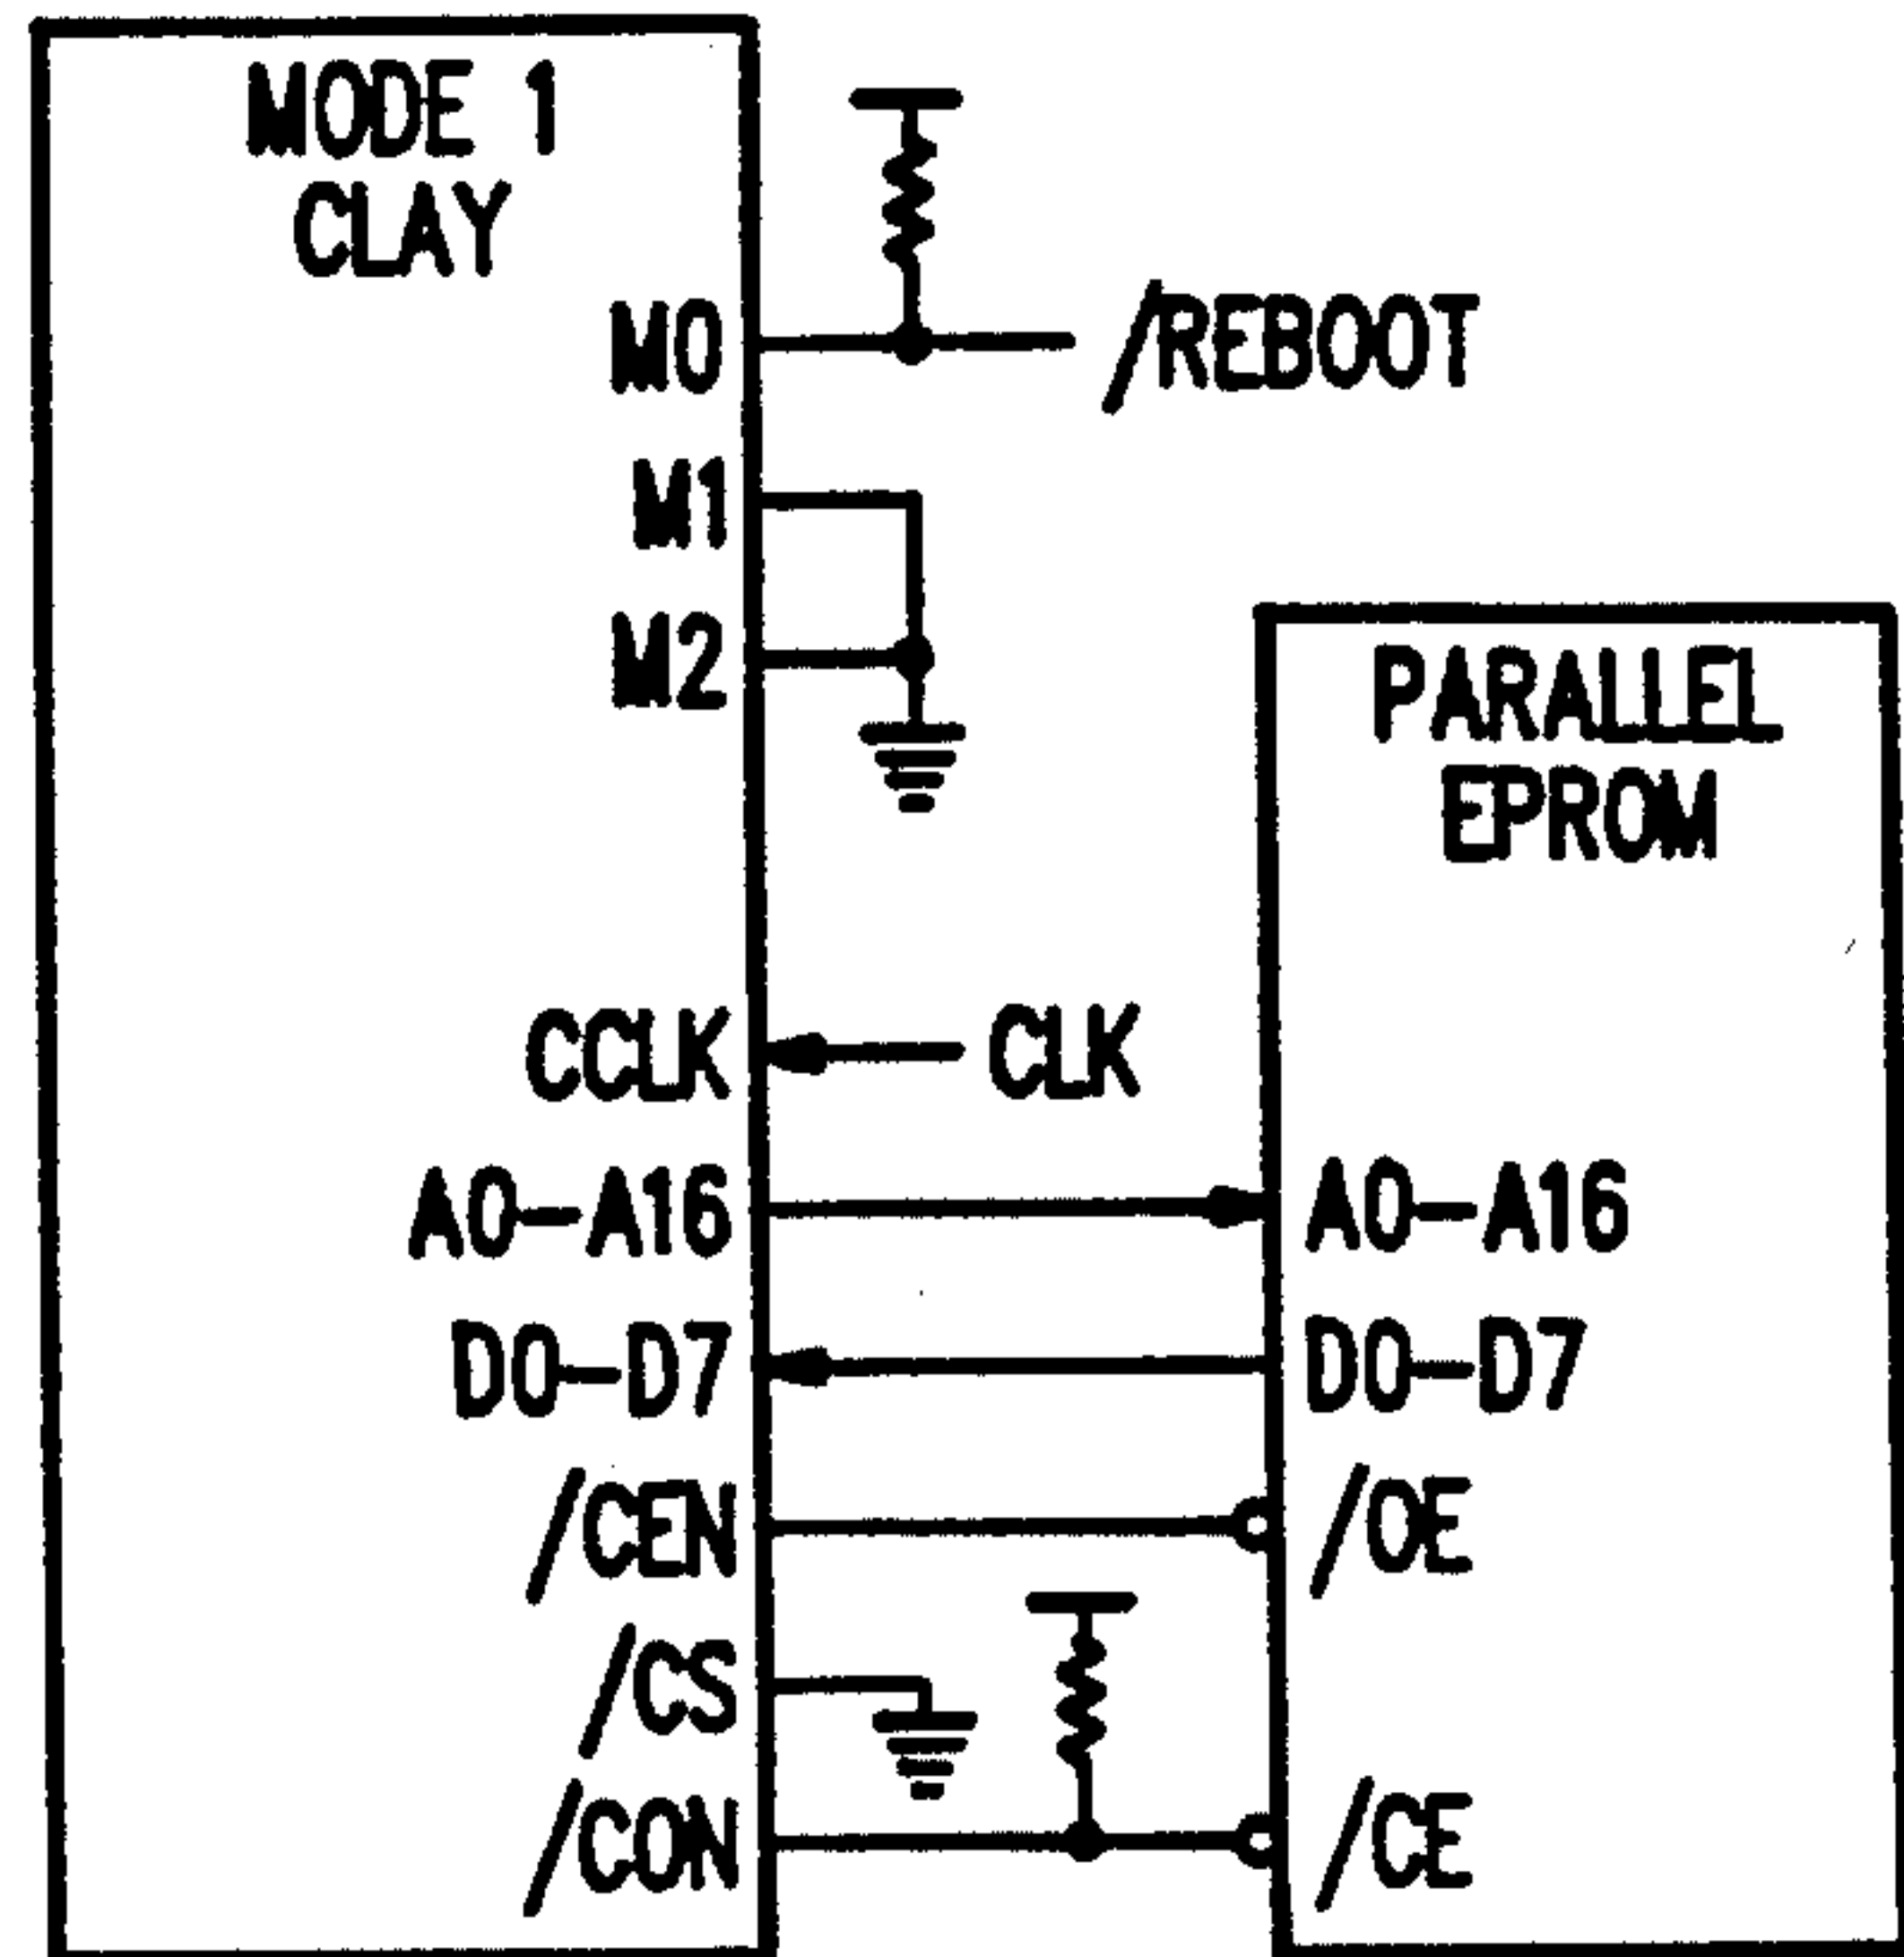 MODE 1
CLAY
M0
/REBOOT
M1
M2
PARALLEL
EPROM
CCLK
CLK
A0-A16
A0-A16
D0-D7
D0-D7
/CEN
/OE
/CS
/CON
/CE